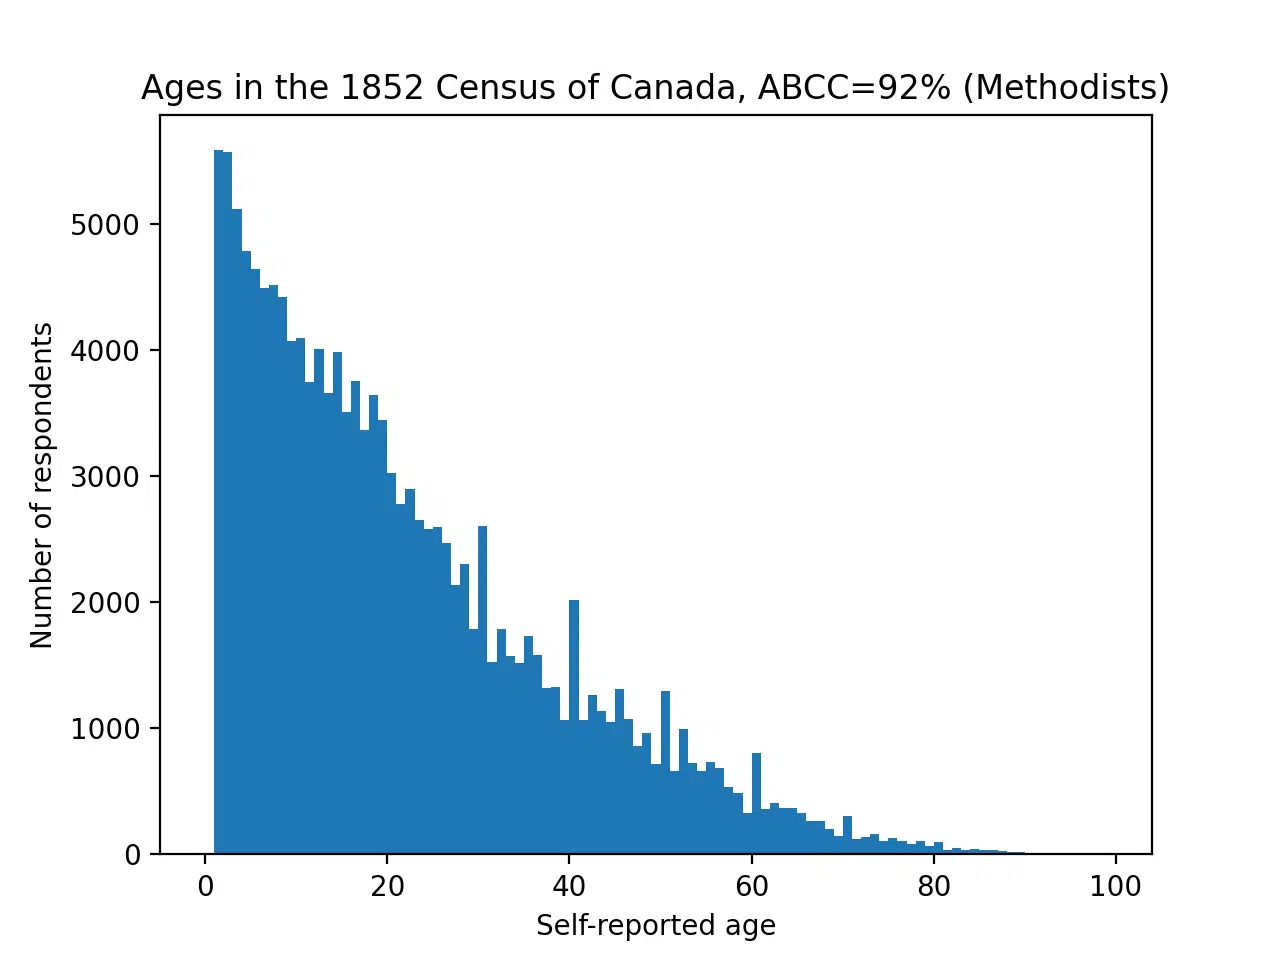 Ages in the 1852 Census of Canada, ABCC=92% (Methodists)
Number of respondents
5000
4000
3000
2000
1000
0
0 20 40 60 80 100
Self-reported age